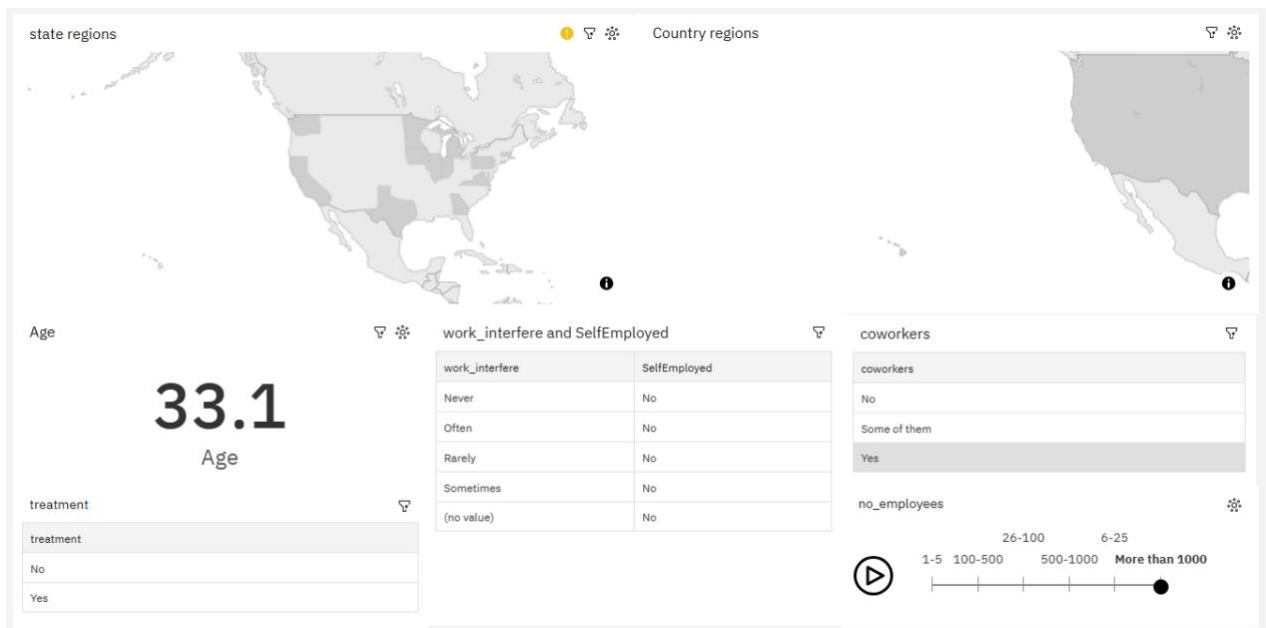 state regions
Country regions
Age
33.1
Age
treatment
treatment
No
Yes
work_interfere and SelfEmployed
work_interfere SelfEmployed
Never No
Often No
Rarely No
Sometimes No
(no value) No
coworkers
coworkers
No
Some of them
Yes
no_employees
26-100 6-25
1-5 100-500 500-1000 More than 1000